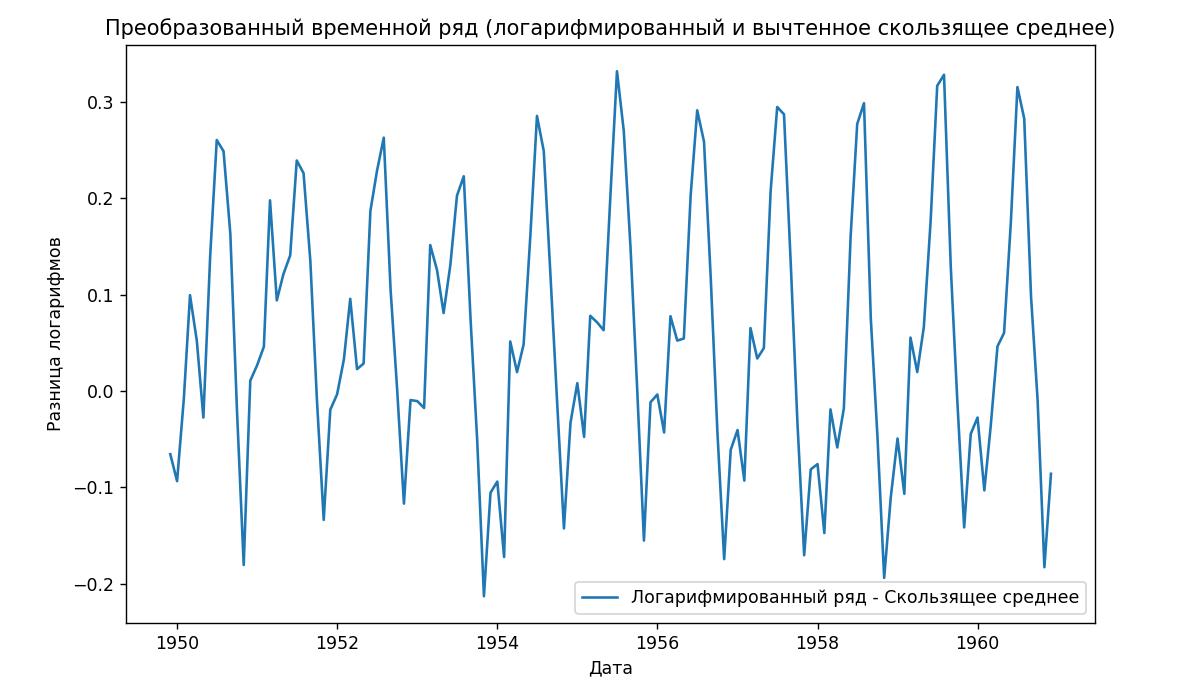 Преобразованный временной ряд (логарифмированный и вычтенное скользящее среднее)
Разница логарифмов
0.3
0.2
0.1
0.0
−0.1
−0.2
Логарифмированный ряд - Скользящее среднее
1950 1952 1954 1956 1958 1960
Дата